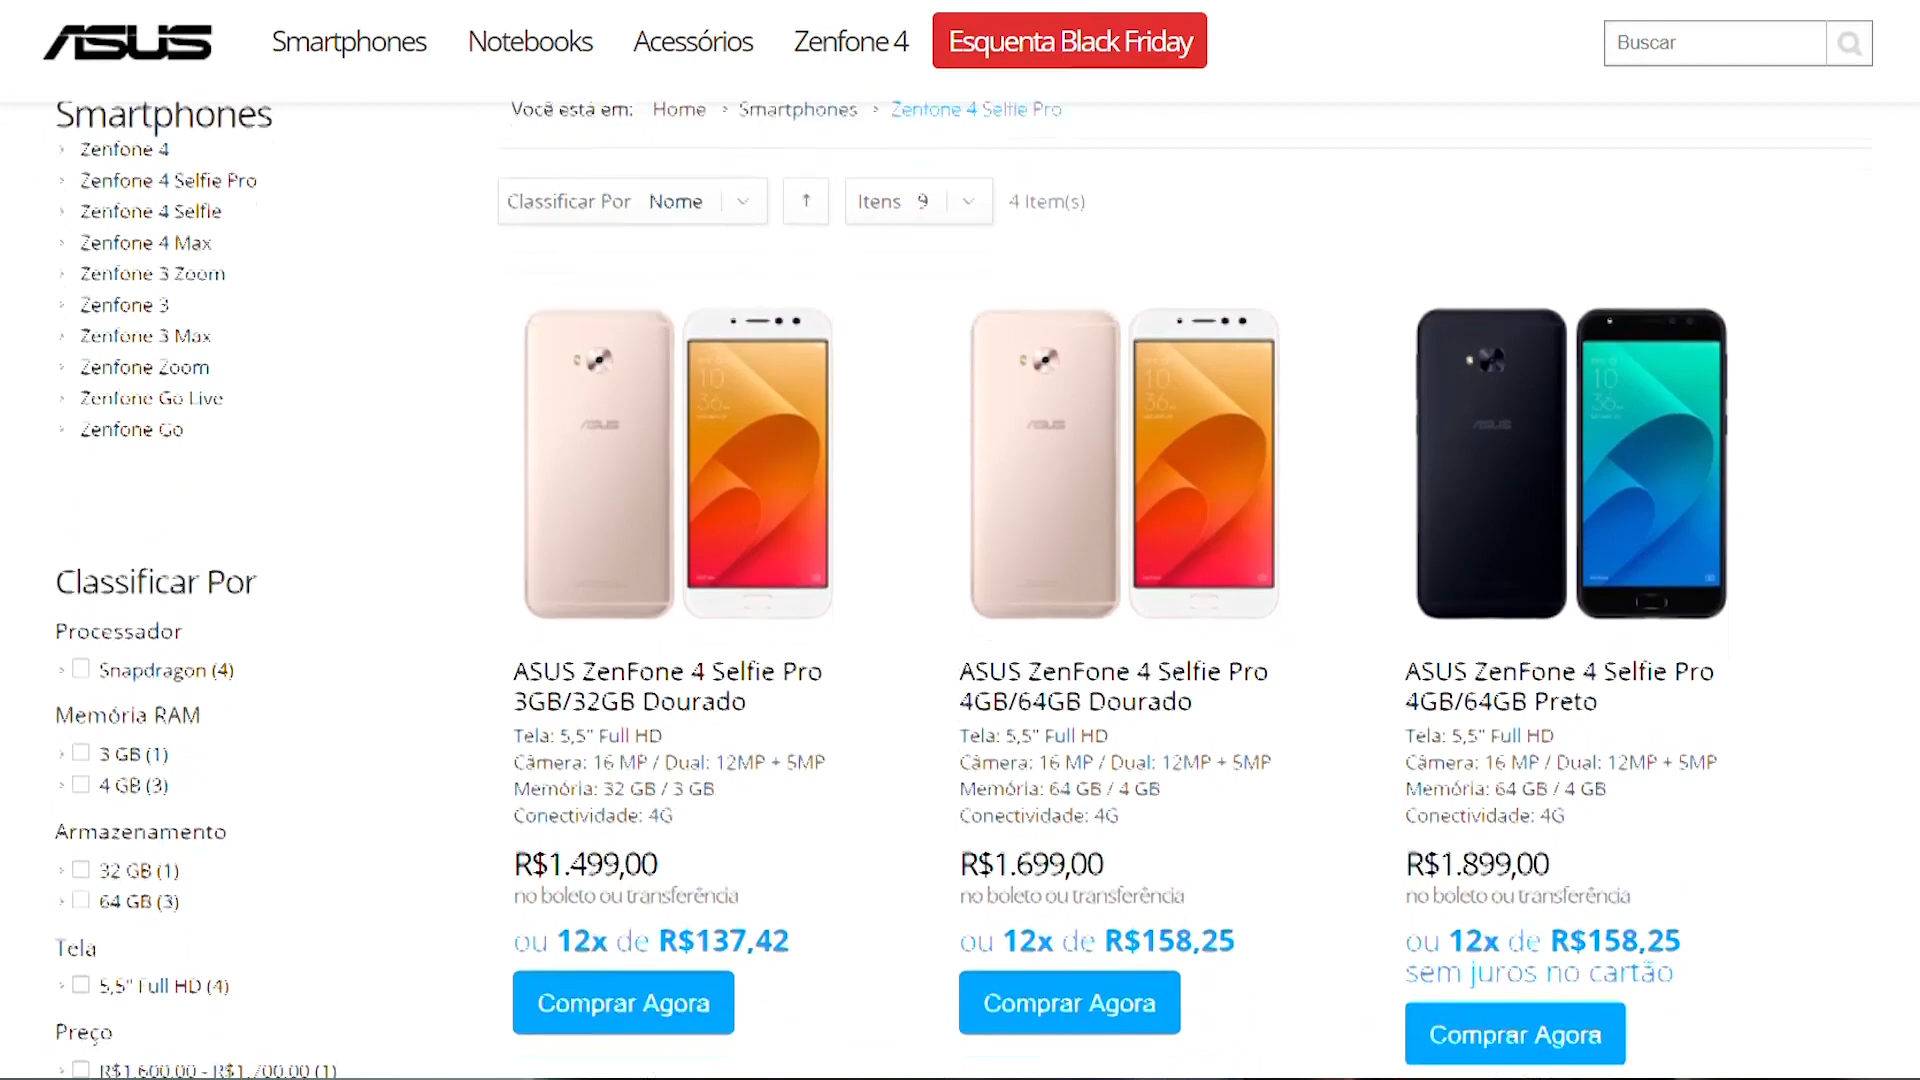 ASUS Smartphones Notebooks Acessórios Zenfone 4 Esquenta Black Friday Buscar
Smartphones
Zenfone 4
Zenfone 4 Selfie Pro
Zenfone 4 Selfie
Zenfone 4 Max
Zenfone 3 Zoom
Zenfone 3
Zenfone 3 Max
Zenfone Zoom
Zenfone Go Live
Zenfone Go
Classificar Por
Processador
Snapdragon (4)
Memória RAM
3 GB (1)
4 GB (3)
Armazenamento
32 GB (1)
64 GB (3)
Tela
5,5" Full HD (4)
Preço
R$1.600,00 - R$1.700,00 (1)
Você está em: Home > Smartphones > Zenfone 4 Selfie Pro
Classificar Por Nome ↑ Itens 9 4 Item(s)
ASUS
ASUS ZenFone 4 Selfie Pro
3GB/32GB Dourado
Tela: 5,5" Full HD
Câmera: 16 MP / Dual: 12MP + 5MP
Memória: 32 GB / 3 GB
Conectividade: 4G
R$1.499,00
no boleto ou transferência
ou 12x de R$137,42
Comprar Agora
ASUS
ASUS ZenFone 4 Selfie Pro
4GB/64GB Dourado
Tela: 5,5" Full HD
Câmera: 16 MP / Dual: 12MP + 5MP
Memória: 64 GB / 4 GB
Conectividade: 4G
R$1.699,00
no boleto ou transferência
ou 12x de R$158,25
Comprar Agora
ASUS
ASUS ZenFone 4 Selfie Pro
4GB/64GB Preto
Tela: 5,5" Full HD
Câmera: 16 MP / Dual: 12MP + 5MP
Memória: 64 GB / 4 GB
Conectividade: 4G
R$1.899,00
no boleto ou transferência
ou 12x de R$158,25
sem juros no cartão
Comprar Agora